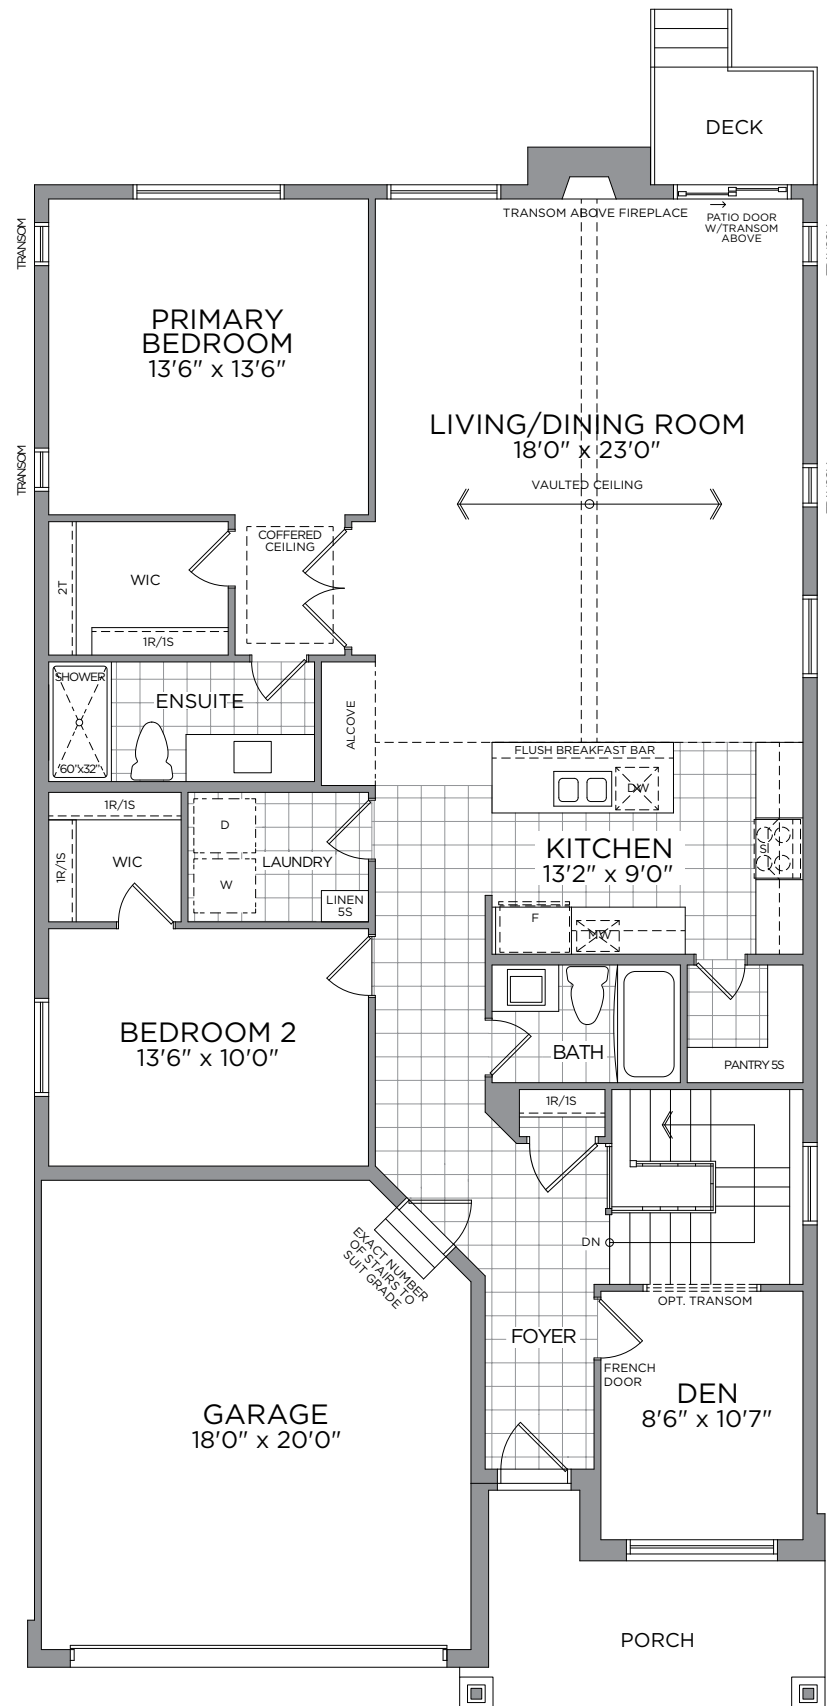 DECK
TRANSOM ABOVE FIREPLACE
PATIO DOOR
W/TRANSOM
ABOVE
TRANSOM
PRIMARY
BEDROOM
13'6" x 13'6"
LIVING/DINING ROOM
18'0" x 23'0"
TRANSOM
VAULTED CEILING
COFFERED
CEILING
WIC
2T
1R/1S
SHOWER
ENSUITE
60"x32"
ALCOVE
FLUSH BREAKFAST BAR
DW
1R/1S
D
1R/1S
WIC
LAUNDRY
W
LINEN
5S
KITCHEN
13'2" x 9'0"
S
F
MW
BEDROOM 2
13'6" x 10'0"
BATH
PANTRY 5S
1R/1S
EXACT NUMBER
OF STAIRS TO
SUIT GRADE
DN
OPT. TRANSOM
FOYER
FRENCH
DOOR
DEN
8'6" x 10'7"
GARAGE
18'0" x 20'0"
PORCH